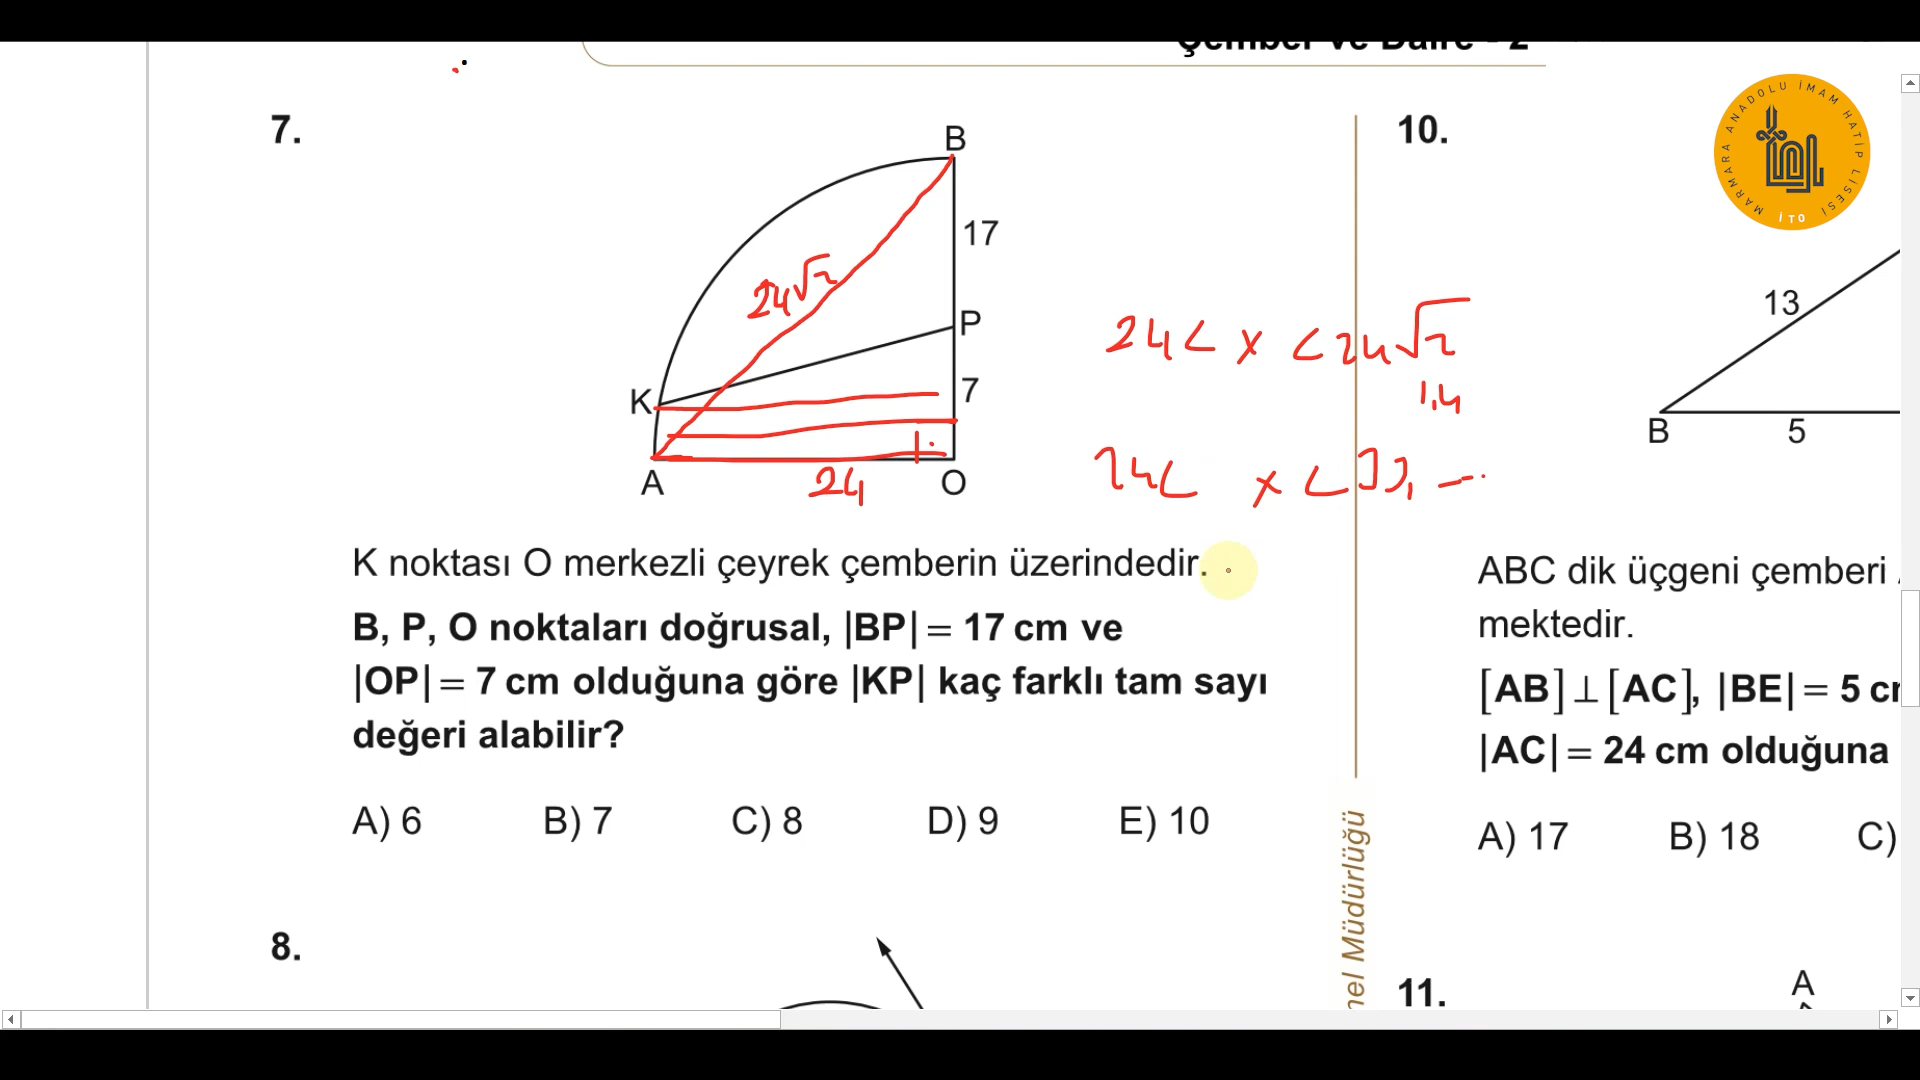 Çember ve Daire - 2
7.
B
17
24√2
P
K
7
A
24
O
24 < x < 24√2
1,4
24 < x < 33, ...
K noktası O merkezli çeyrek çemberin üzerindedir.
B, P, O noktaları doğrusal, |BP| = 17 cm ve
|OP| = 7 cm olduğuna göre |KP| kaç farklı tam sayı
değeri alabilir?
A) 6 B) 7 C) 8 D) 9 E) 10
8.
nel Müdürlüğü
10.
MARMARA ANADOLU İMAM HATİP LİSESİ
İTO
13
B
5
ABC dik üçgeni çemberi
mektedir.
[AB] ⊥ [AC], |BE| = 5 cm
|AC| = 24 cm olduğuna
A) 17 B) 18 C)
11.
A